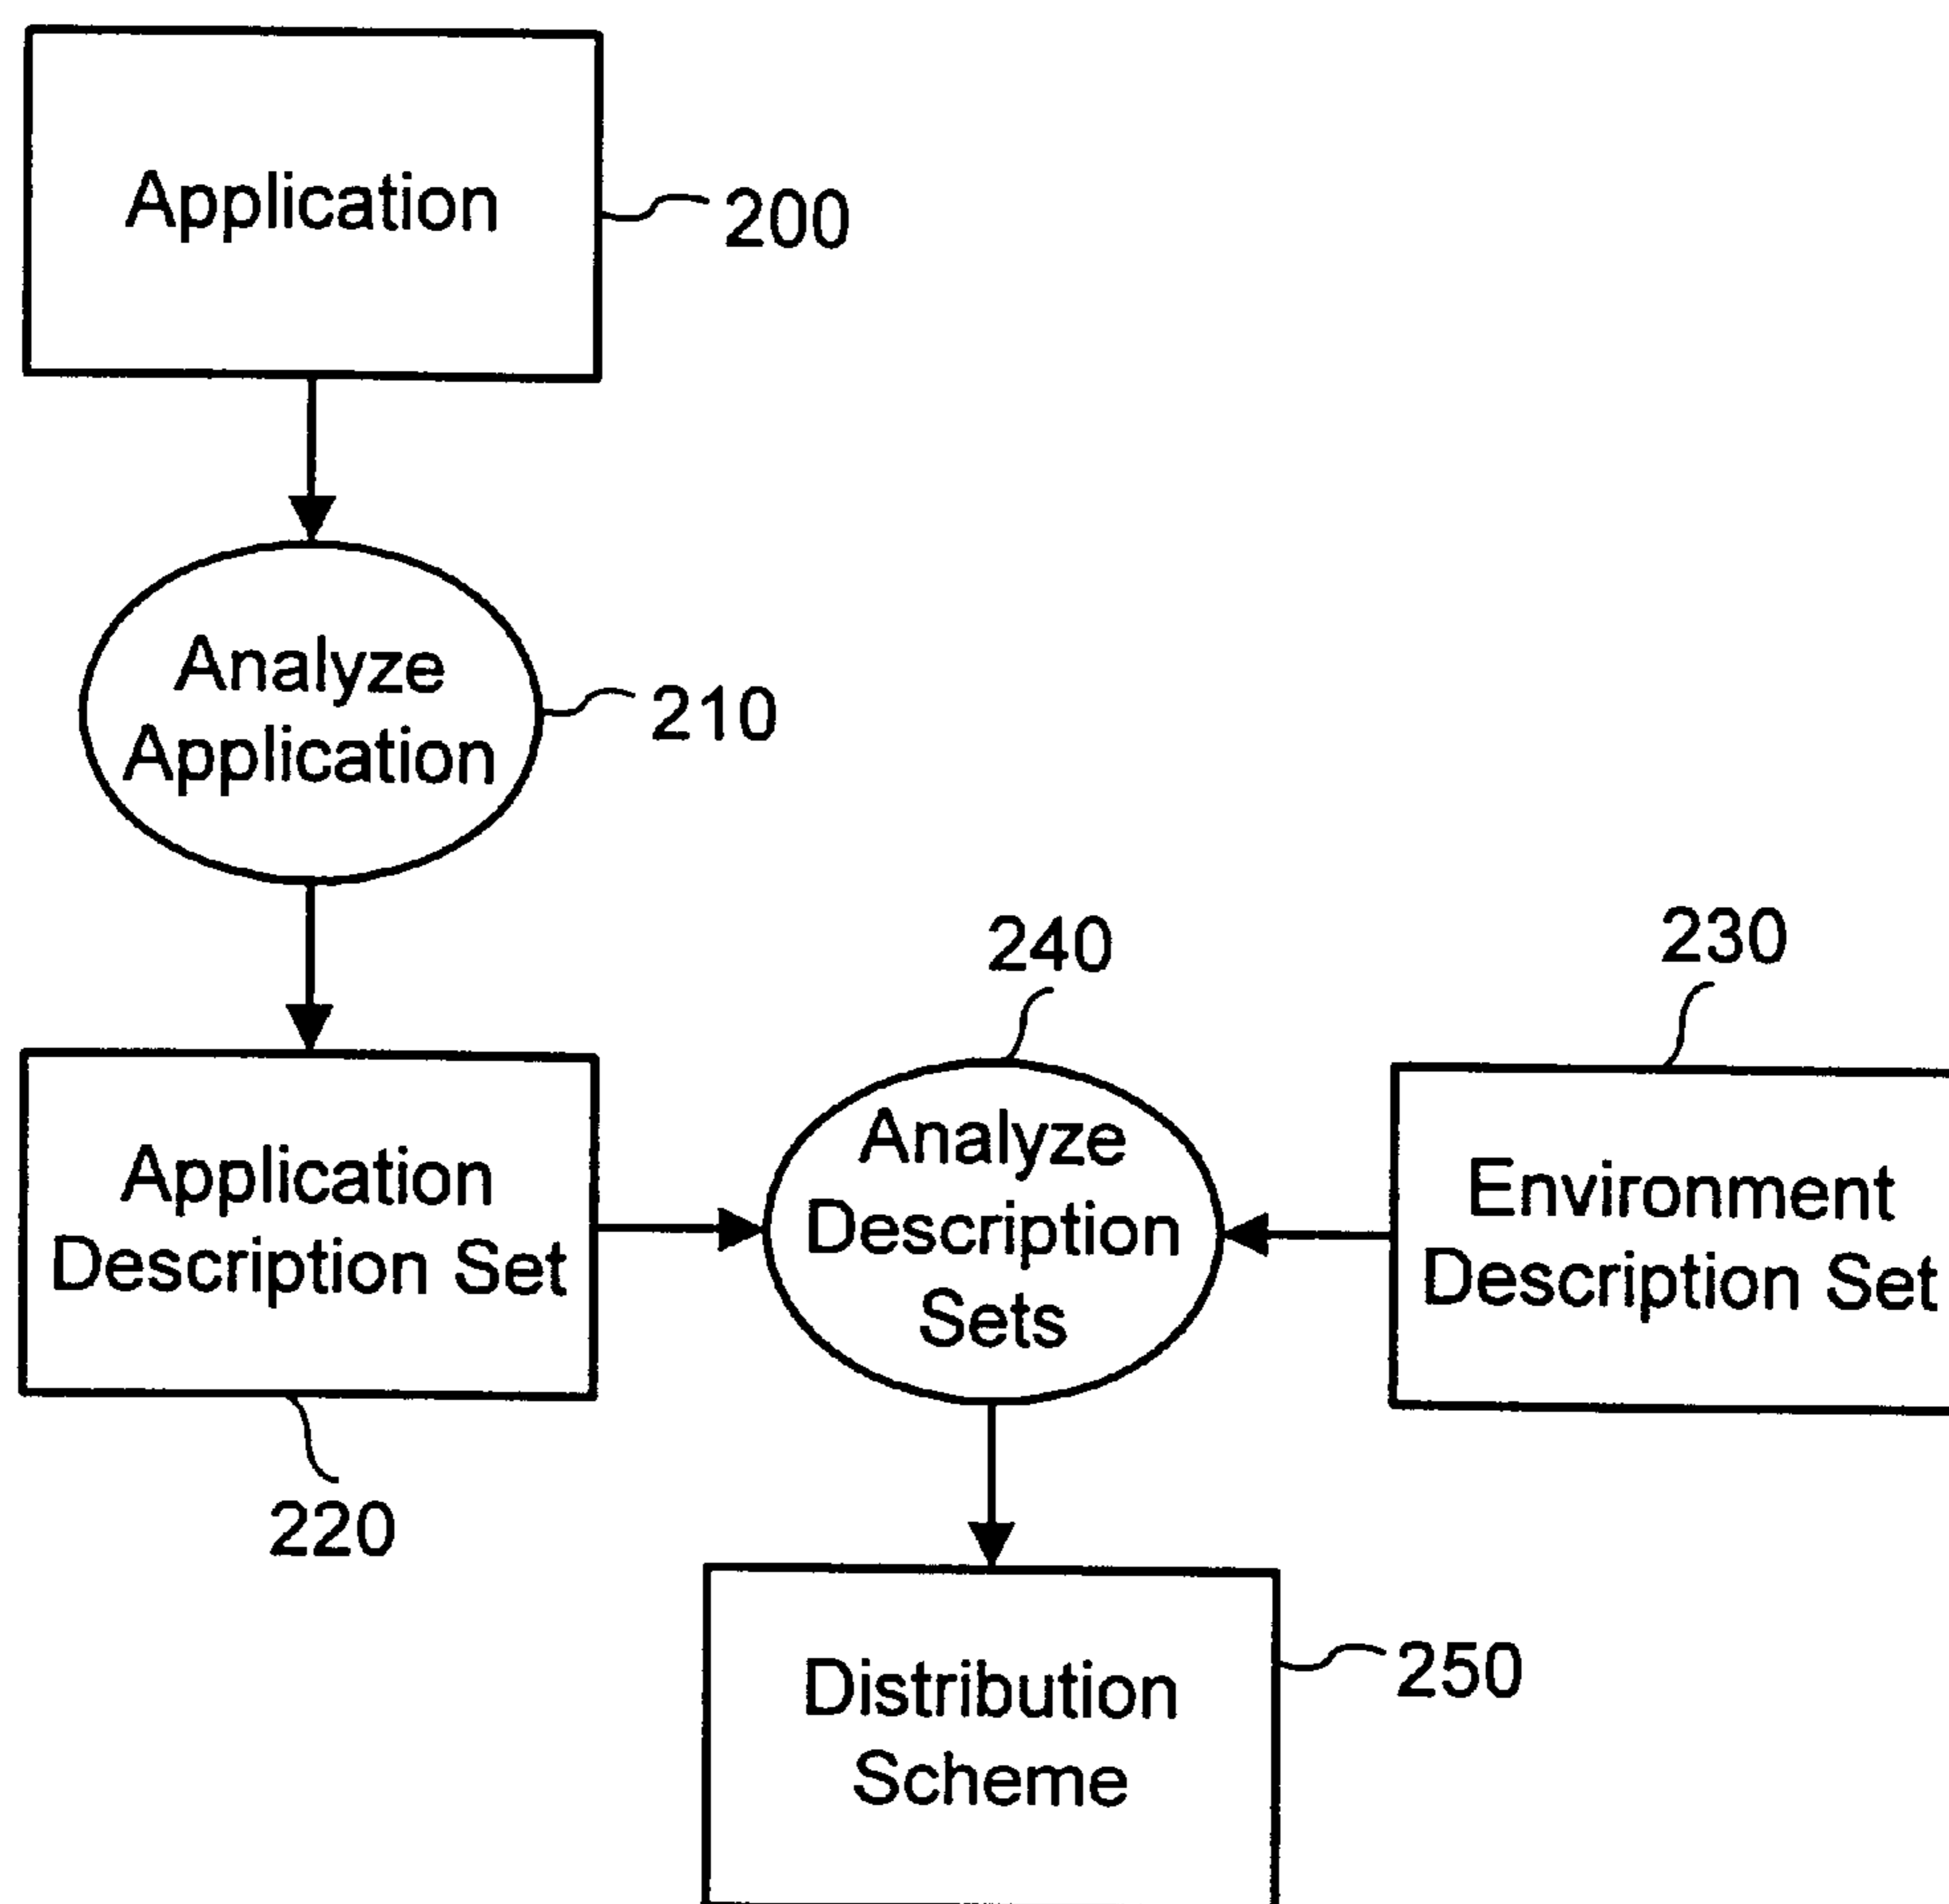 Application
200
Analyze
Application
210
240
230
Application
Description Set
Analyze
Description
Sets
Environment
Description Set
220
Distribution
Scheme
250